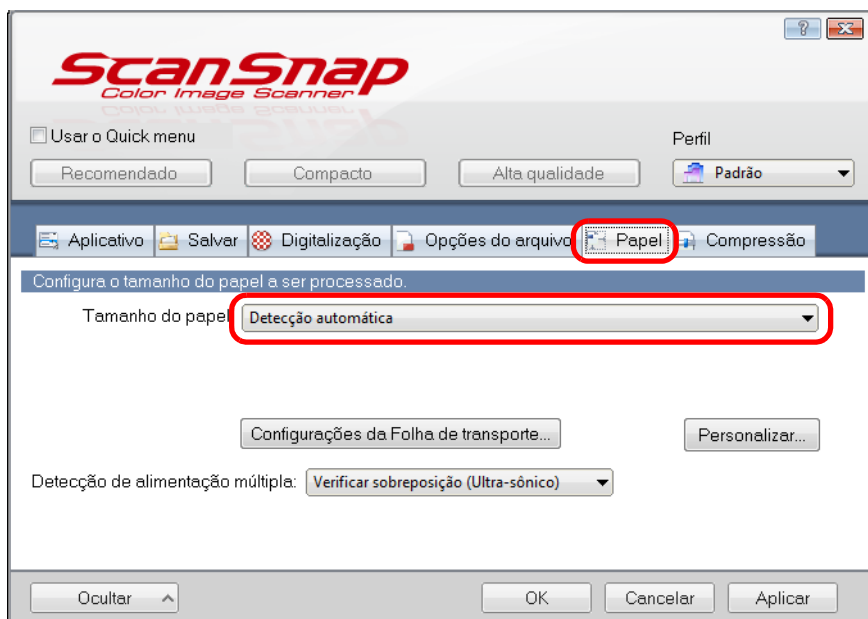 ScanSnap
Color Image Scanner
Usar o Quick menu
Perfil
Recomendado Compacto Alta qualidade Padrão
Aplicativo Salvar Digitalização Opções do arquivo Papel Compressão
Configura o tamanho do papel a ser processado.
Tamanho do papel Detecção automática
Configurações da Folha de transporte... Personalizar...
Detecção de alimentação múltipla: Verificar sobreposição (Ultra-sônico)
Ocultar OK Cancelar Aplicar